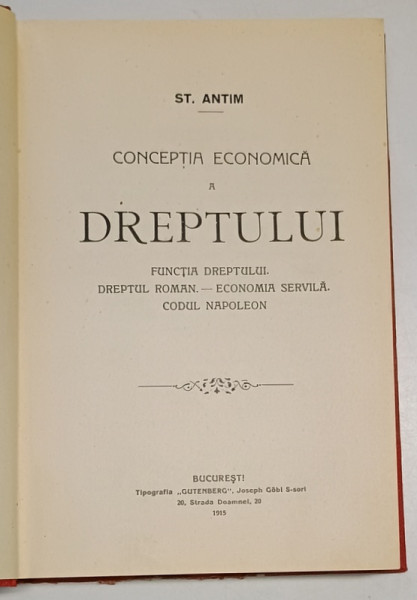 ST. ANTIM
CONCEPȚIA ECONOMICĂ
A
DREPTULUI
FUNCȚIA DREPTULUI.
DREPTUL ROMAN. — ECONOMIA SERVILĂ.
CODUL NAPOLEON
BUCUREȘTI
Tipografia „GUTENBERG", Joseph Göbl S-sori
20, Strada Doamnei, 20
1915